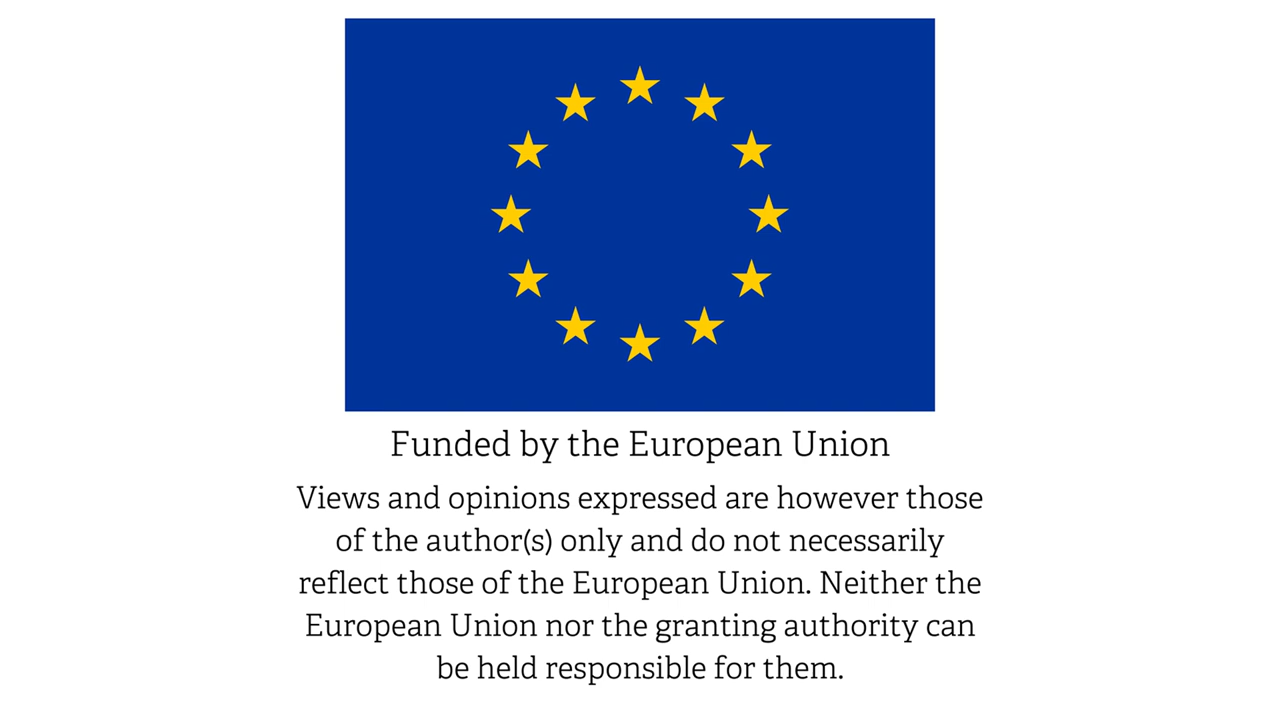 Funded by the European Union
Views and opinions expressed are however those
of the author(s) only and do not necessarily
reflect those of the European Union. Neither the
European Union nor the granting authority can
be held responsible for them.